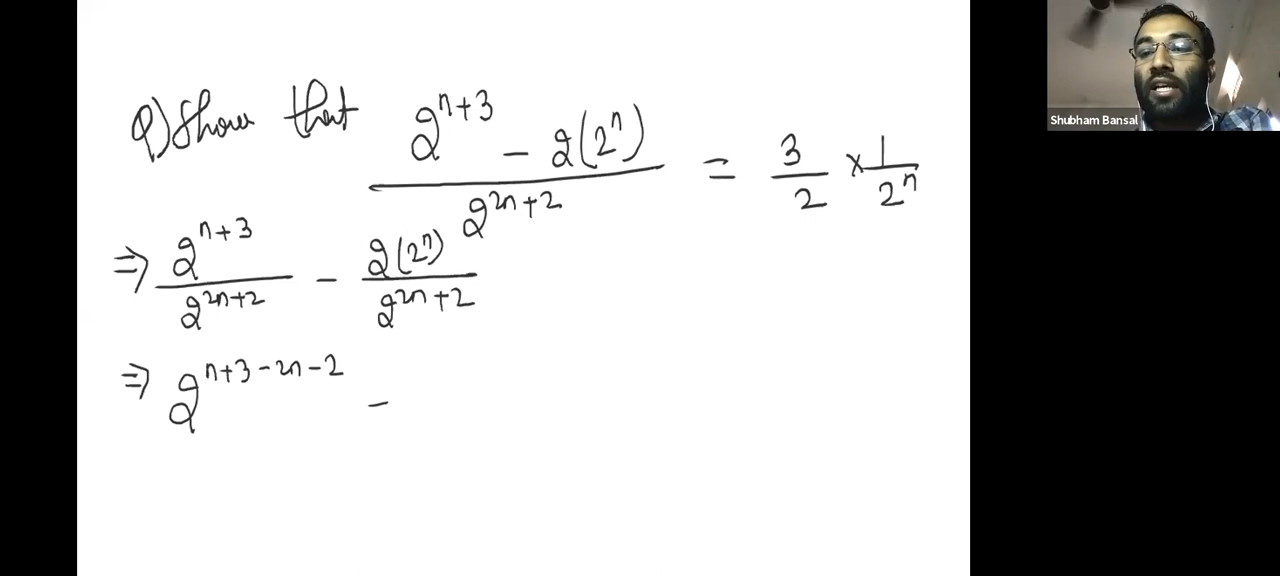 Q) Show that (2^{n+3} - 2(2^n)) / 2^{2n+2} = 3/2 × 1/2^n
⇒ 2^{n+3} / 2^{2n+2} - 2(2^n) / 2^{2n+2}
⇒ 2^{n+3-2n-2} -
Shubham Bansal